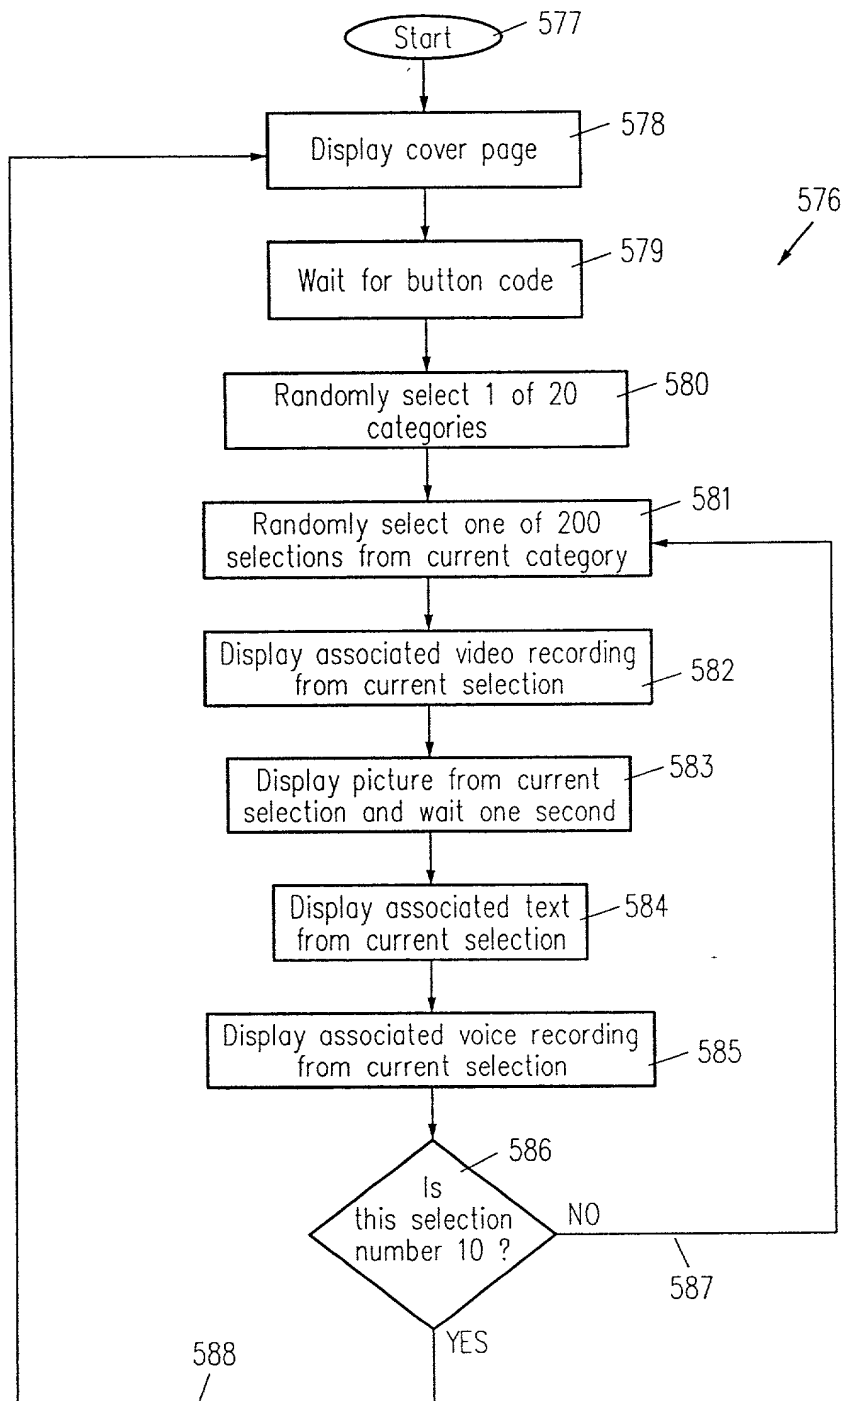 Start
577
Display cover page
578
576
Wait for button code
579
Randomly select 1 of 20
categories
580
Randomly select one of 200
selections from current category
581
Display associated video recording
from current selection
582
Display picture from current
selection and wait one second
583
Display associated text
from current selection
584
Display associated voice recording
from current selection
585
586
Is
this selection
number 10 ?
NO
587
YES
588